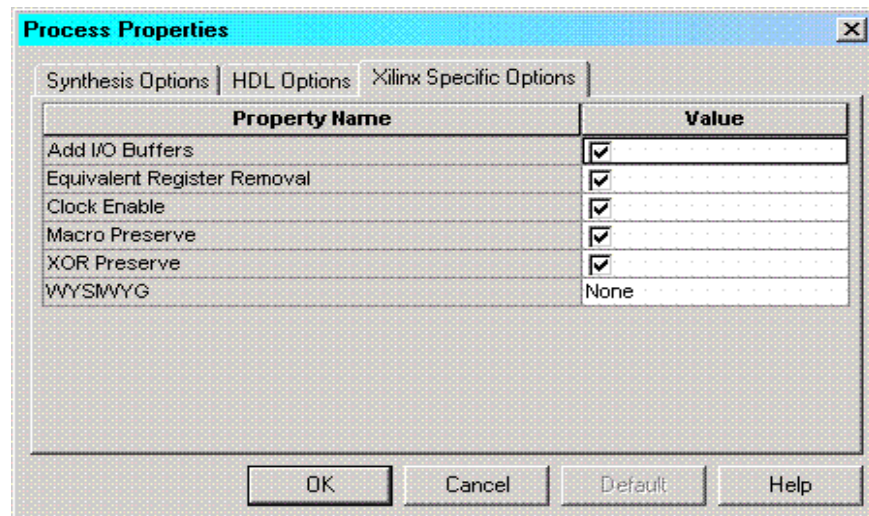 Process Properties
Synthesis Options HDL Options Xilinx Specific Options
Property Name Value
Add I/O Buffers
Equivalent Register Removal
Clock Enable
Macro Preserve
XOR Preserve
WYSIWYG None
OK Cancel Default Help